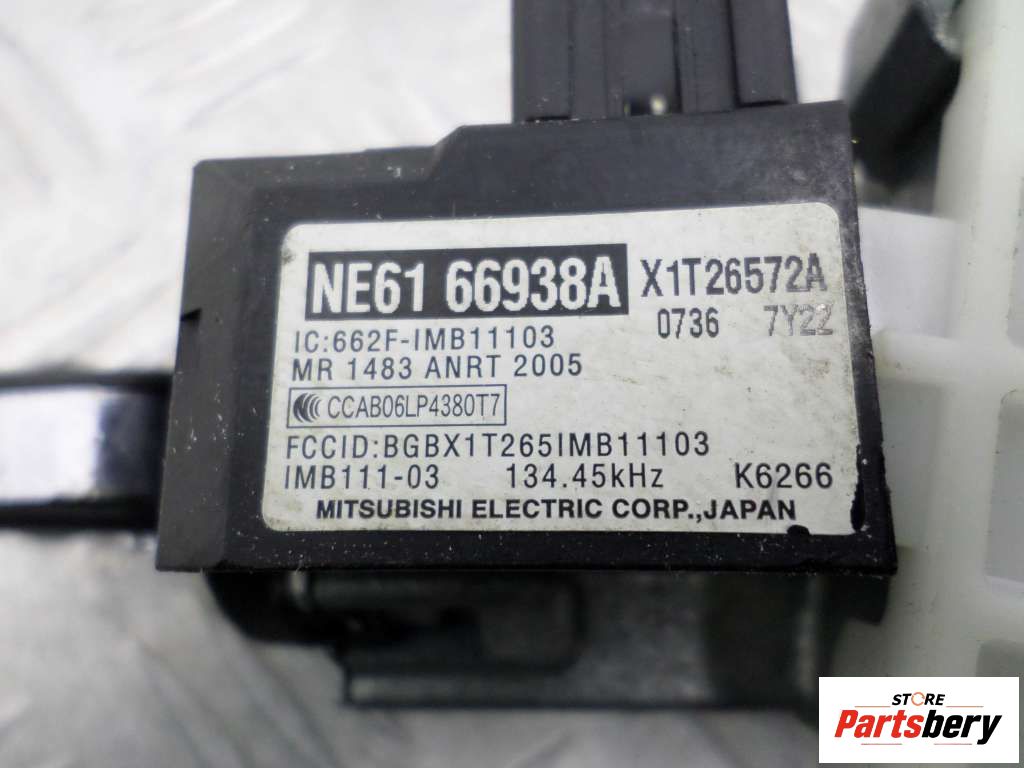 NE61 66938A X1T26572A
0736 7Y22
IC:662F-IMB11103
MR 1483 ANRT 2005
CCC CCAB06LP4380T7
FCCID:BGBX1T265IMB11103
IMB111-03 134.45kHz K6266
MITSUBISHI ELECTRIC CORP.,JAPAN
STORE
Partsbery